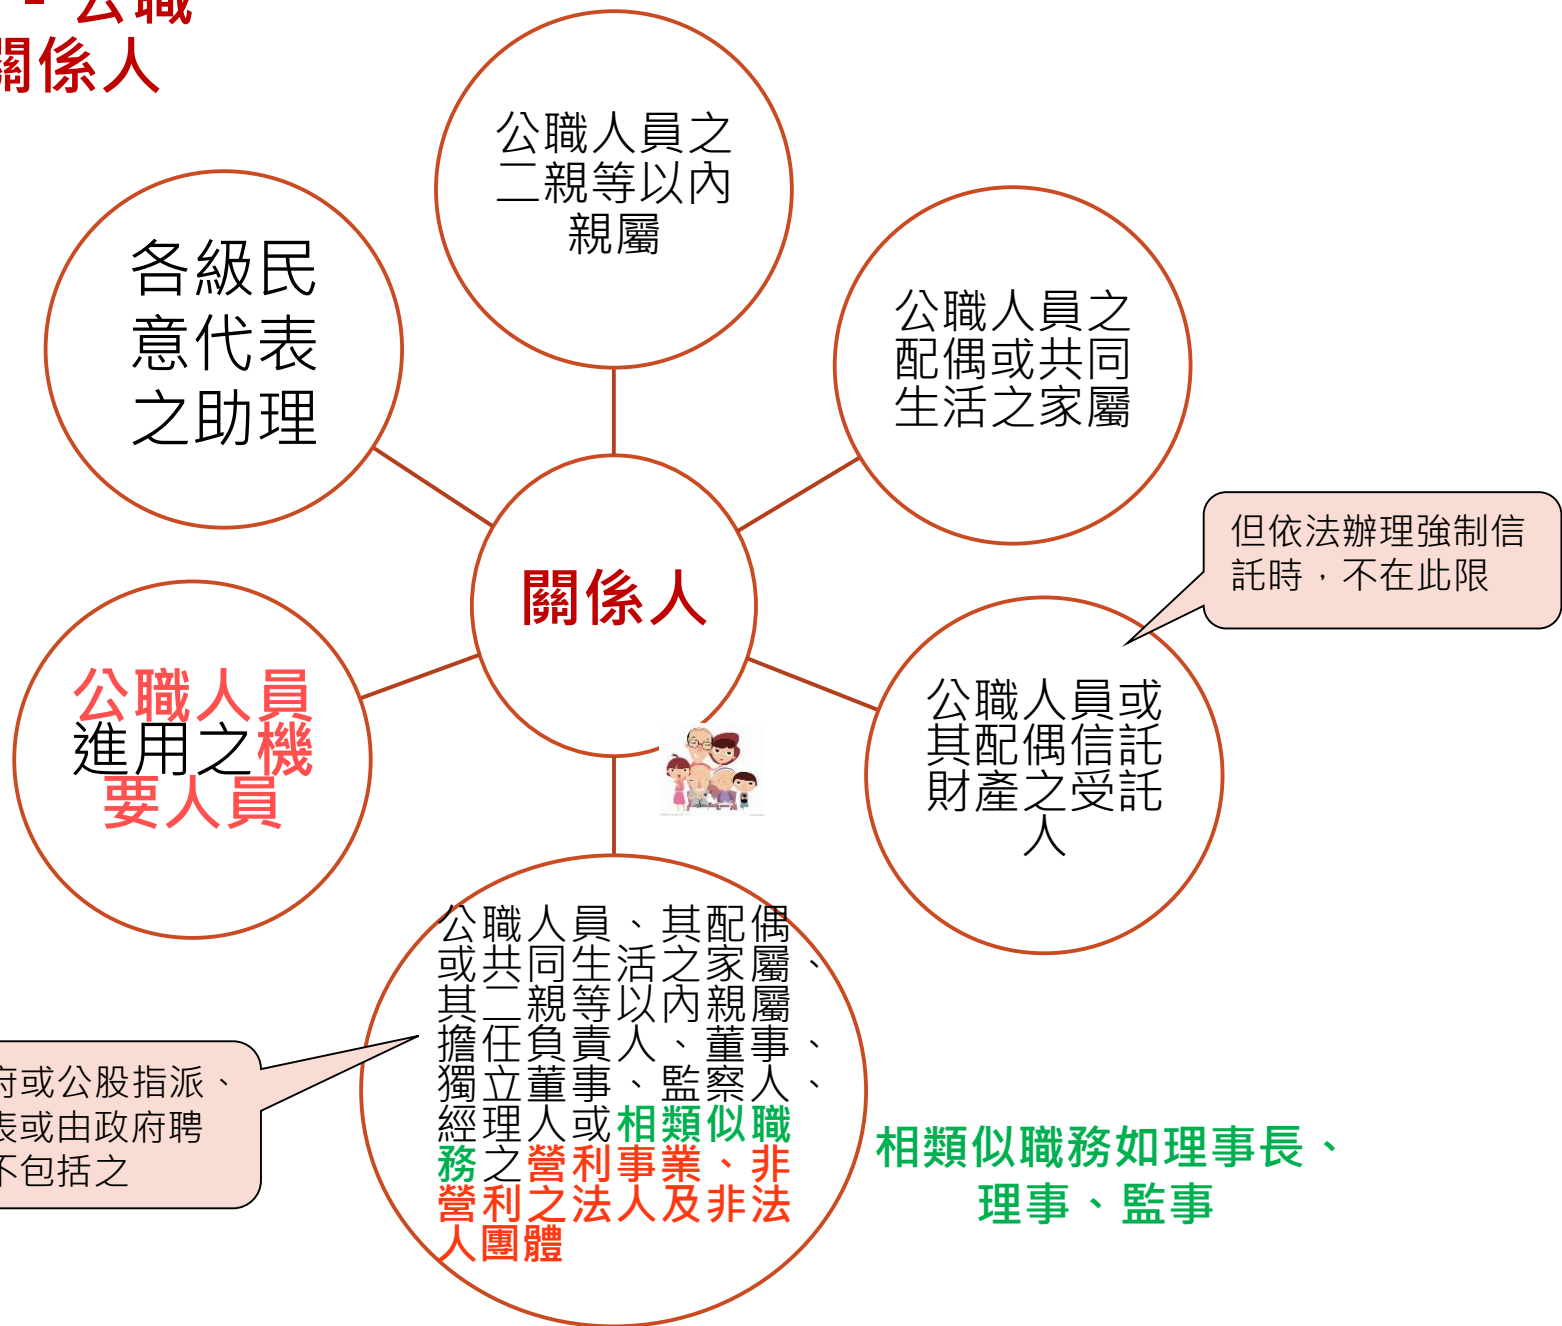 - 公職
關係人
公職人員之
二親等以內
親屬
各級民
意代表
之助理
公職人員之
配偶或共同
生活之家屬
但依法辦理強制信
託時，不在此限
關係人
公職人員
進用之機
要人員
公職人員或
其配偶信託
財產之受託
人
公職人員、其配偶
或共同生活之家屬、
其二親等以內親屬
擔任負責人、董事、
獨立董事、監察人、
經理人或相類似職
務之營利事業、非
營利之法人及非法
人團體
府或公股指派、
表或由政府聘
不包括之
相類似職務如理事長、
理事、監事